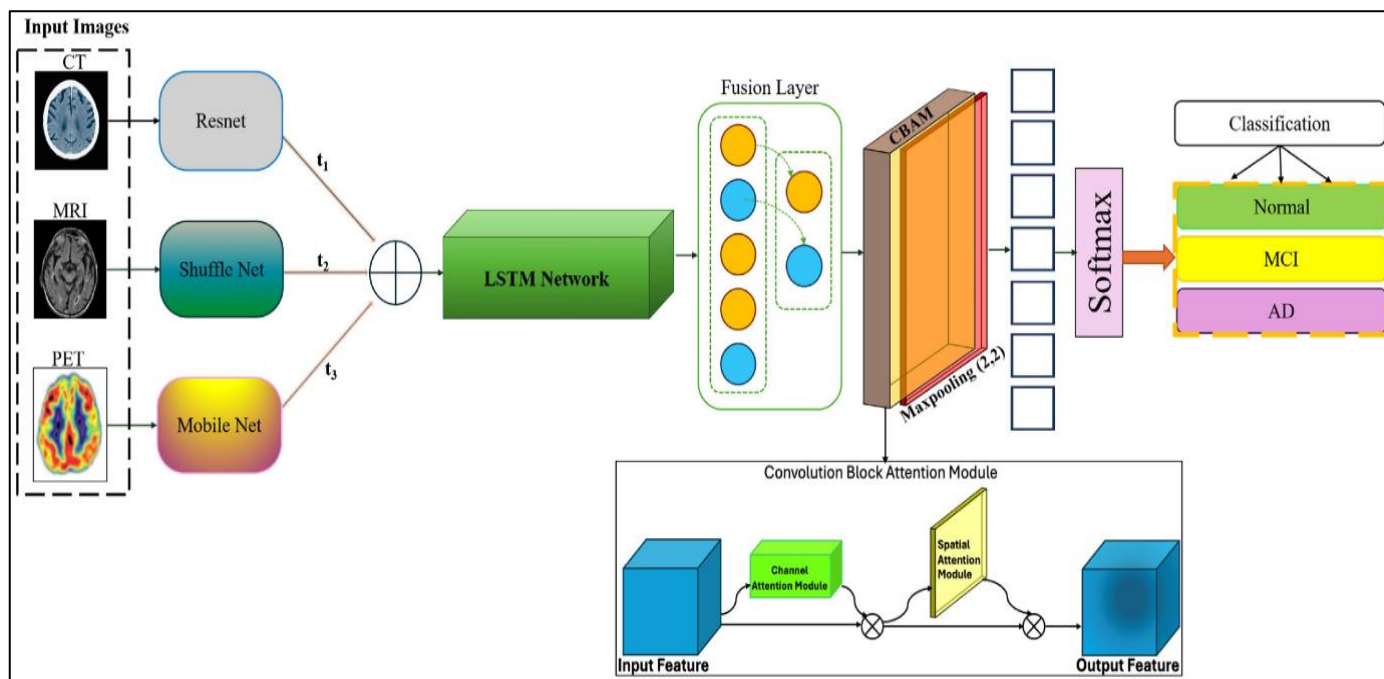 Input Images
CT
Resnet
t₁
MRI
Shuffle Net
t₂
PET
Mobile Net
t₃
LSTM Network
Fusion Layer
CBAM
Maxpooling (2,2)
Softmax
Classification
Normal
MCI
AD
Convolution Block Attention Module
Channel
Attention Module
Spatial
Attention
Module
Input Feature
Output Feature